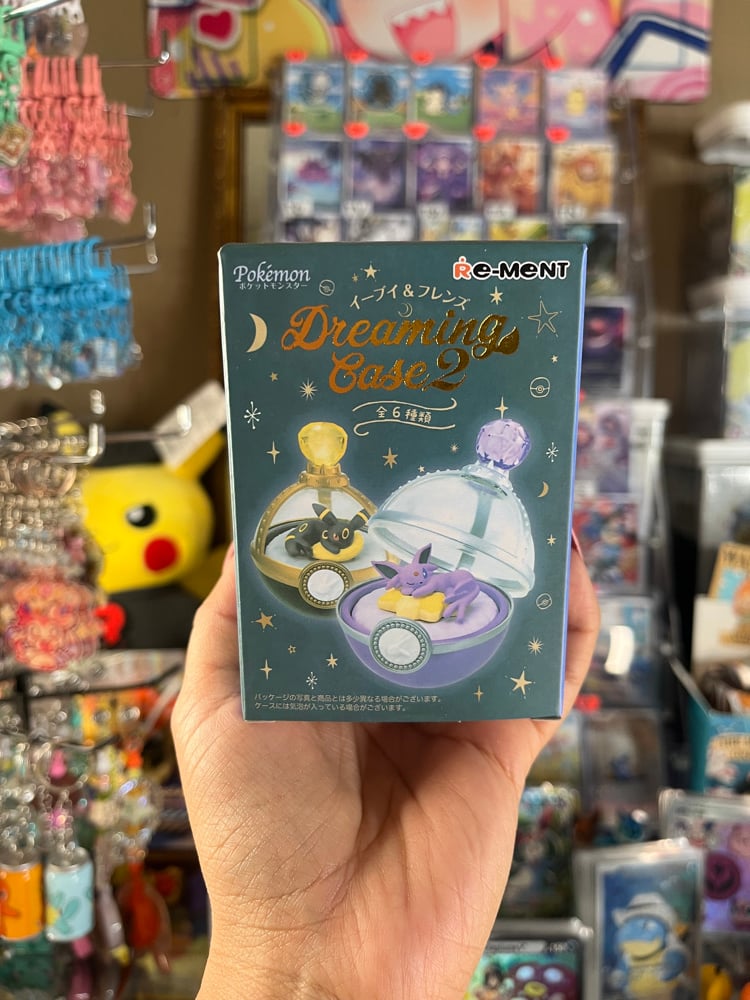 Pokémon
ポケットモンスター
Re-MeNT
イーブイ＆フレンズ
Dreaming
Case2
全6種類
パッケージの写真と商品とは多少異なる場合がございます。
ケースには気泡が入っている場合がございます。